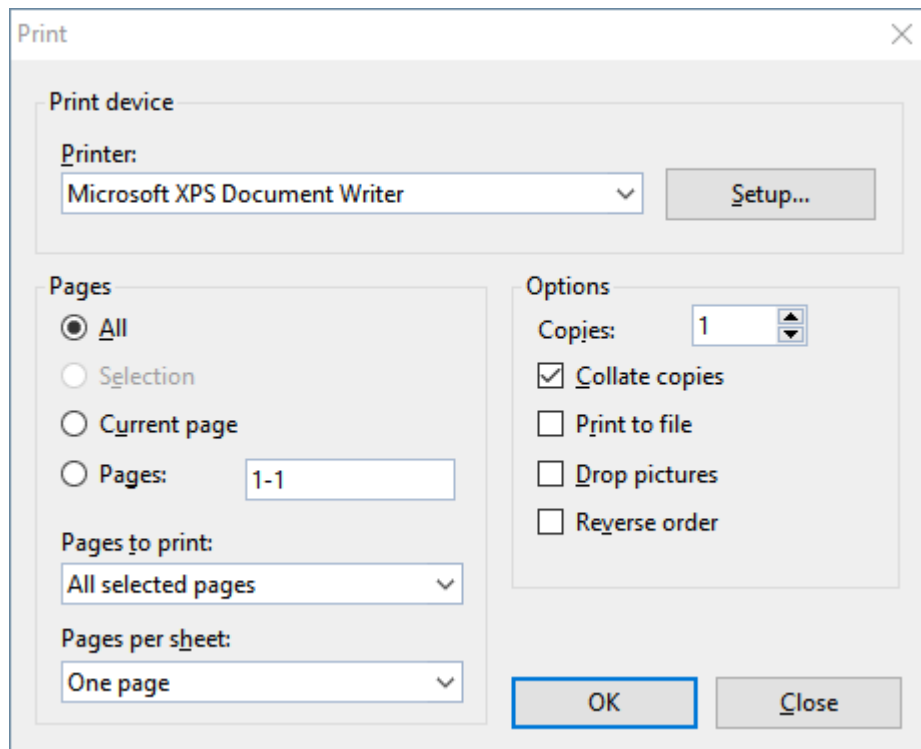 Print
Print device
Printer:
Microsoft XPS Document Writer
Setup...
Pages
All
Selection
Current page
Pages:
1-1
Pages to print:
All selected pages
Pages per sheet:
One page
Options
Copies:
1
Collate copies
Print to file
Drop pictures
Reverse order
OK
Close